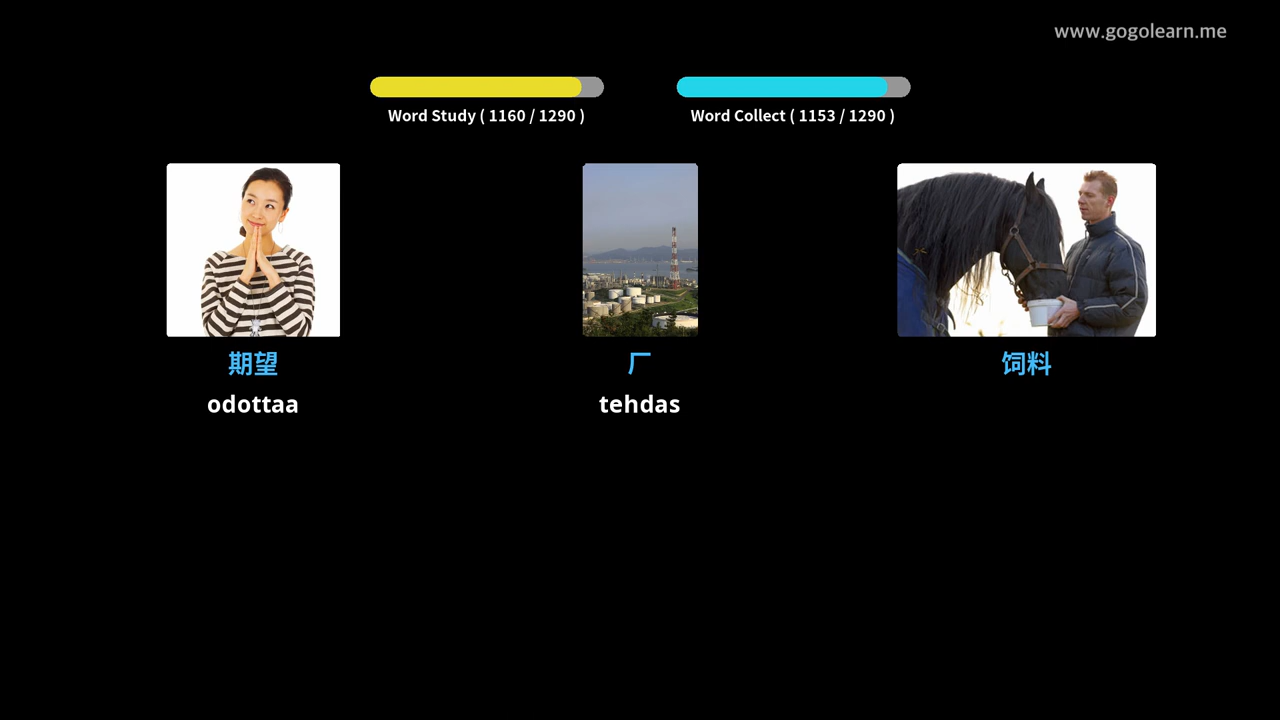 www.gogolearn.me
Word Study ( 1160 / 1290 )
Word Collect ( 1153 / 1290 )
期望
厂
饲料
odottaa
tehdas